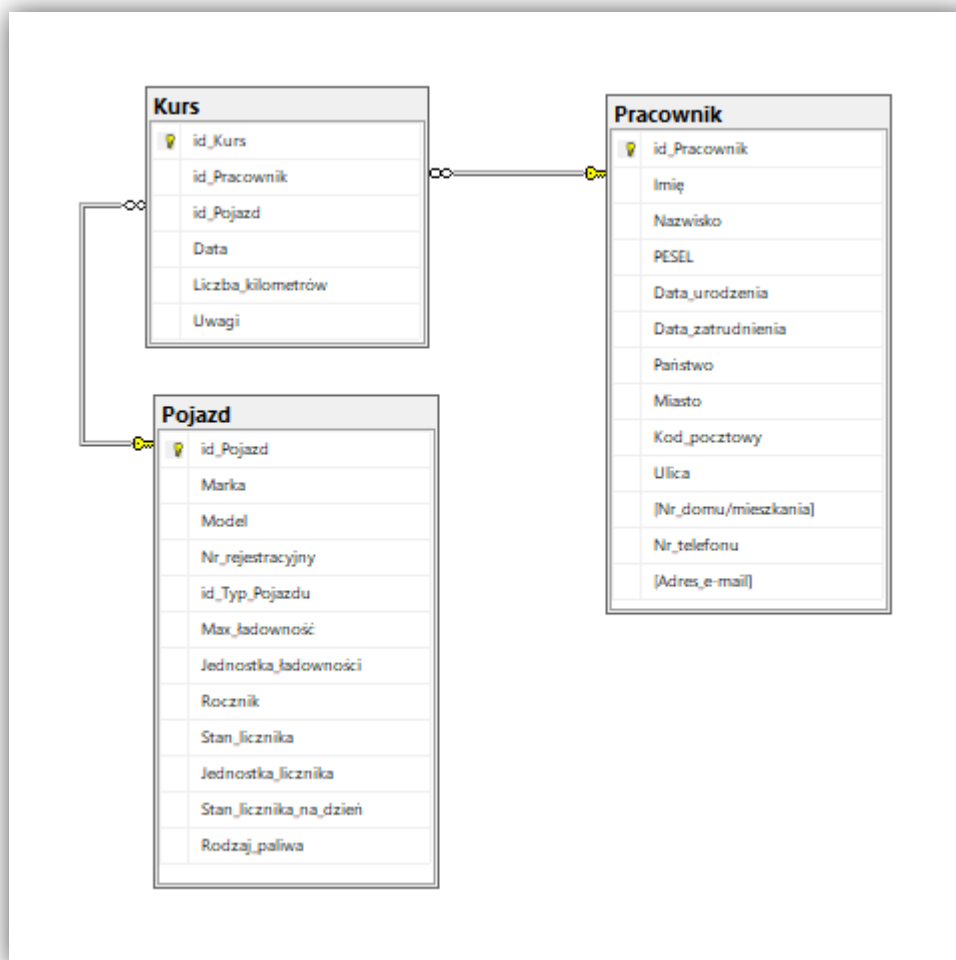 Kurs
id_Kurs
id_Pracownik
id_Pojazd
Data
Liczba_kilometrów
Uwagi
Pracownik
id_Pracownik
Imię
Nazwisko
PESEL
Data_urodzenia
Data_zatrudnienia
Państwo
Miasto
Kod_pocztowy
Ulica
[Nr_domu/mieszkania]
Nr_telefonu
[Adres_e-mail]
Pojazd
id_Pojazd
Marka
Model
Nr_rejestracyjny
id_Typ_Pojazdu
Max_ładowność
Jednostka_ładowności
Rocznik
Stan_licznika
Jednostka_licznika
Stan_licznika_na_dzień
Rodzaj_paliwa